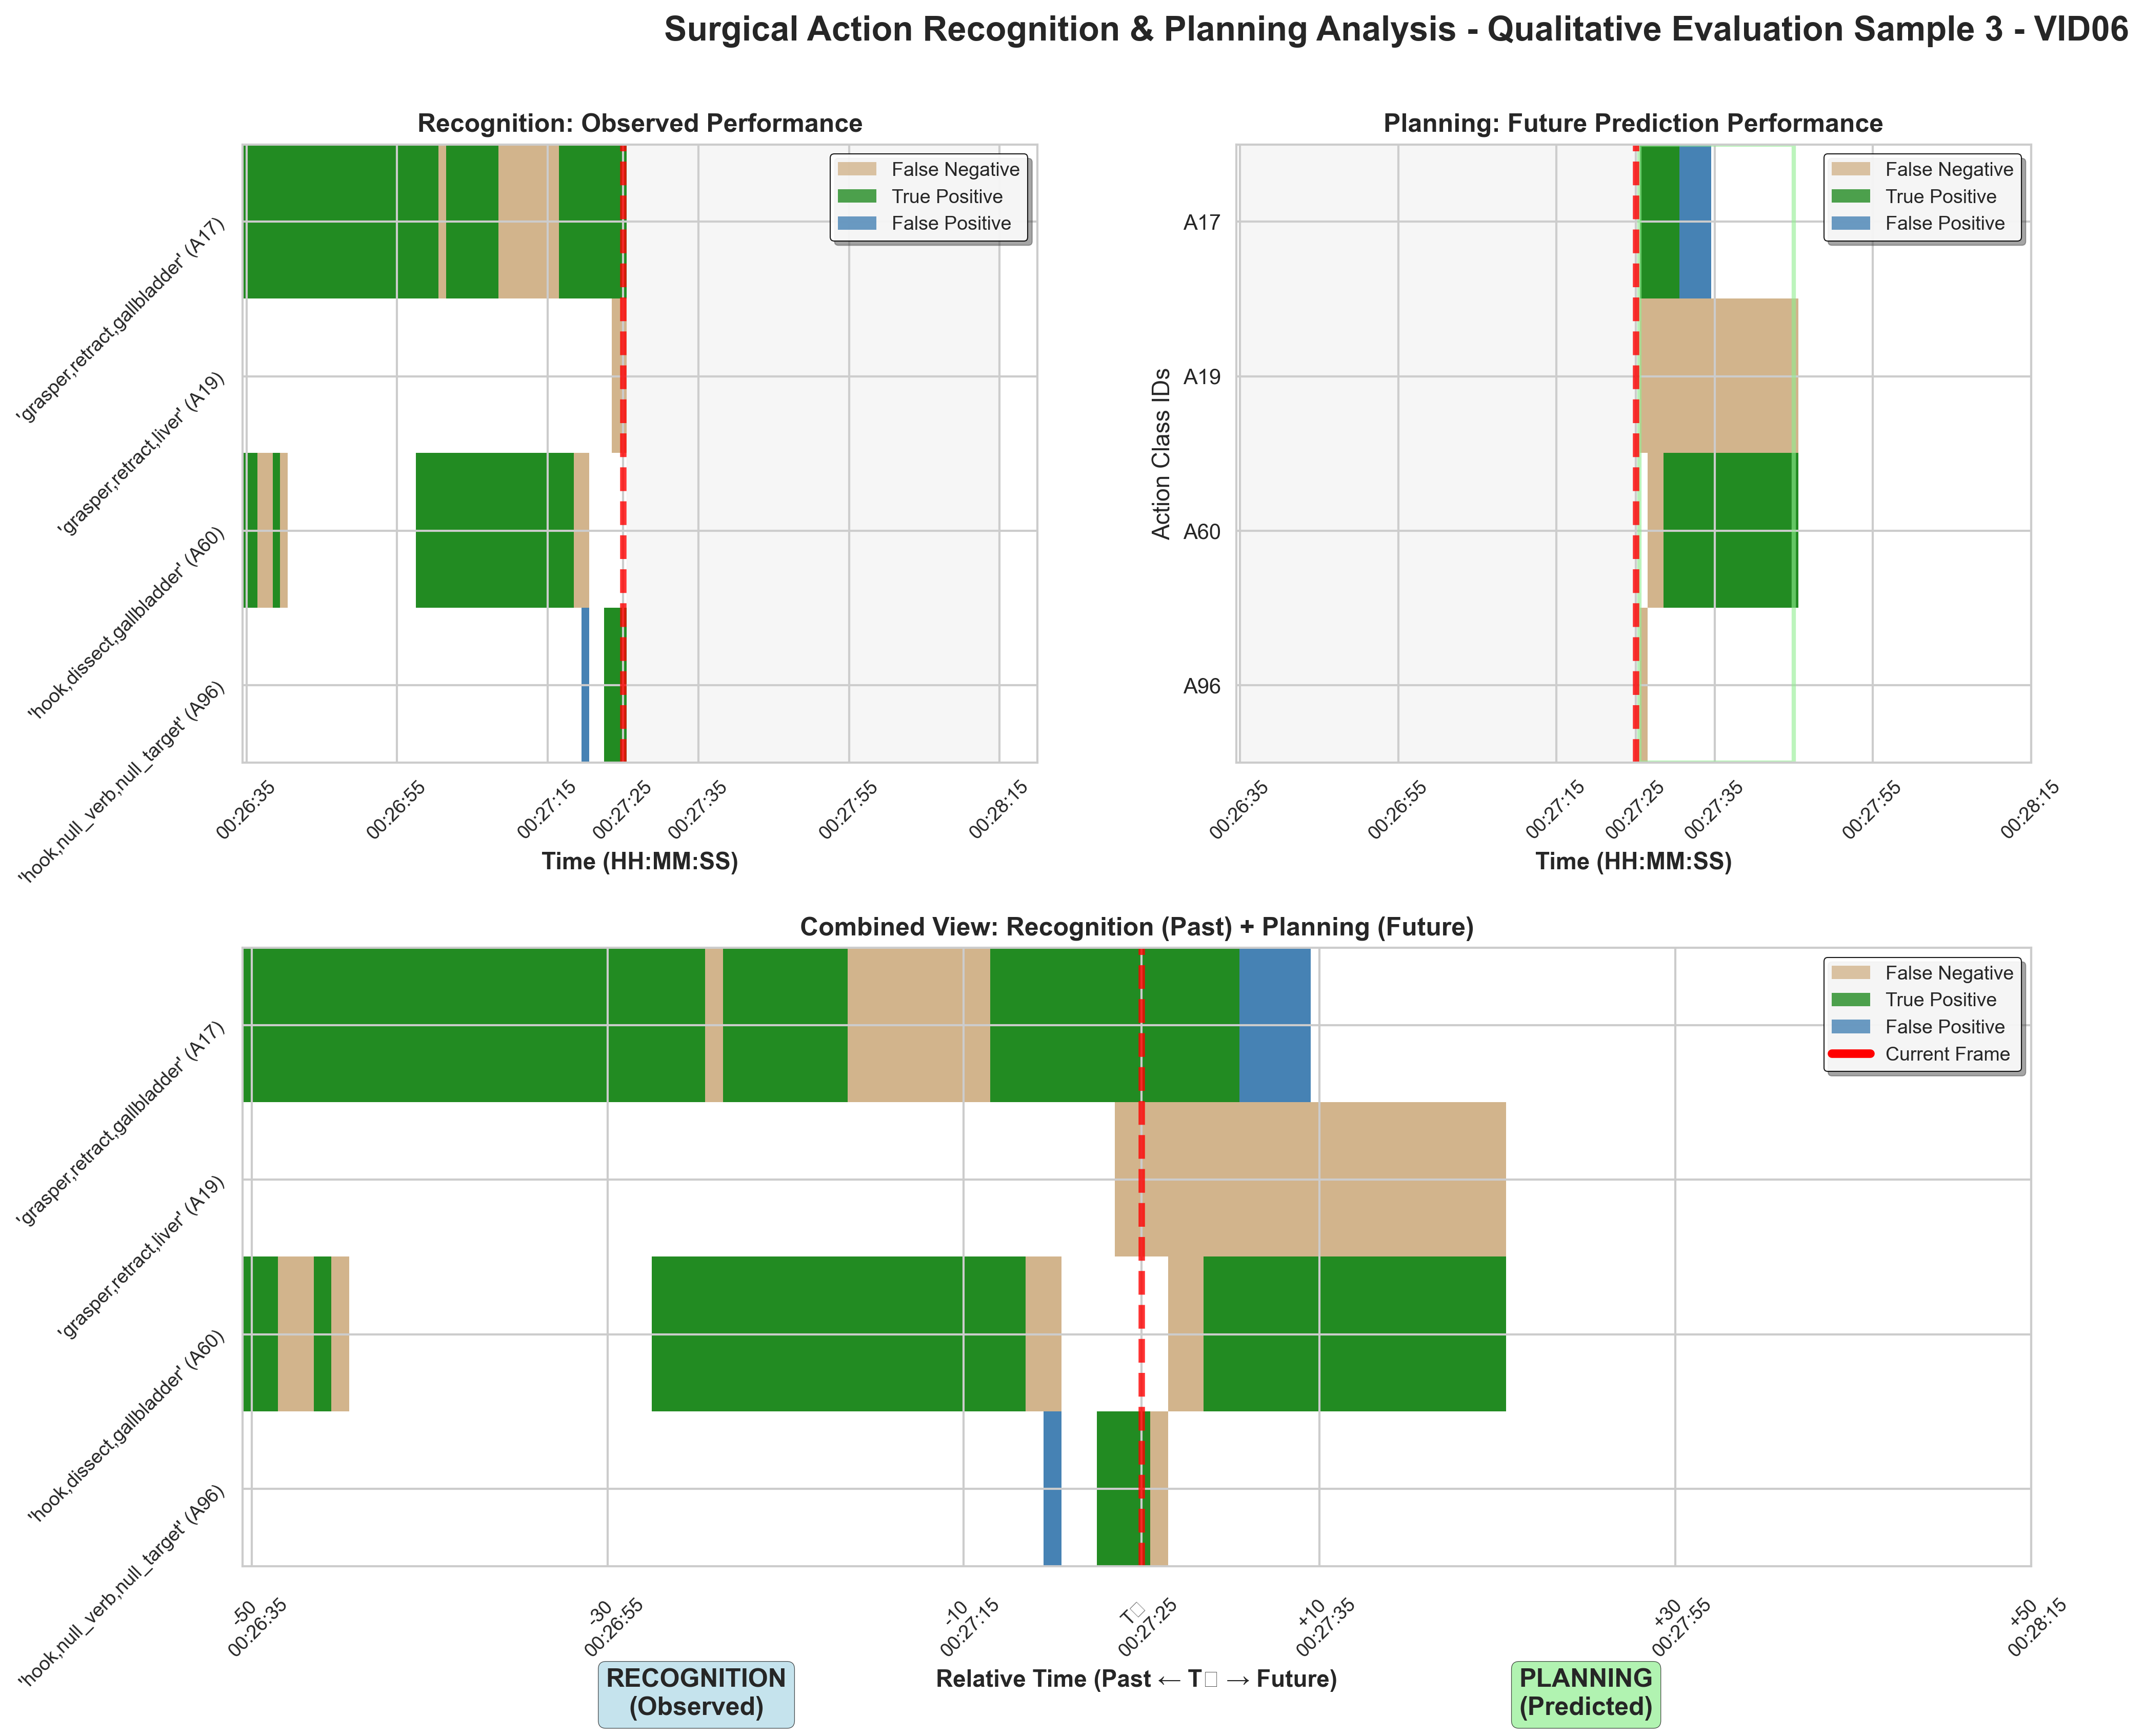 Surgical Action Recognition & Planning Analysis - Qualitative Evaluation Sample 3 - VID06
Recognition: Observed Performance
False Negative
True Positive
False Positive
'grasper,retract,gallbladder' (A17)
'grasper,retract,liver' (A19)
'hook,dissect,gallbladder' (A60)
'hook,null_verb,null_target' (A96)
00:26:35
00:26:55
00:27:15
00:27:25
00:27:35
00:27:55
00:28:15
Time (HH:MM:SS)
Planning: Future Prediction Performance
False Negative
True Positive
False Positive
Action Class IDs
A17
A19
A60
A96
00:26:35
00:26:55
00:27:15
00:27:25
00:27:35
00:27:55
00:28:15
Time (HH:MM:SS)
Combined View: Recognition (Past) + Planning (Future)
False Negative
True Positive
False Positive
Current Frame
'grasper,retract,gallbladder' (A17)
'grasper,retract,liver' (A19)
'hook,dissect,gallbladder' (A60)
'hook,null_verb,null_target' (A96)
-50
00:26:35
-30
00:26:55
-10
00:27:15
T□
00:27:25
+10
00:27:35
+30
00:27:55
+50
00:28:15
Relative Time (Past ← T□ → Future)
RECOGNITION
(Observed)
PLANNING
(Predicted)